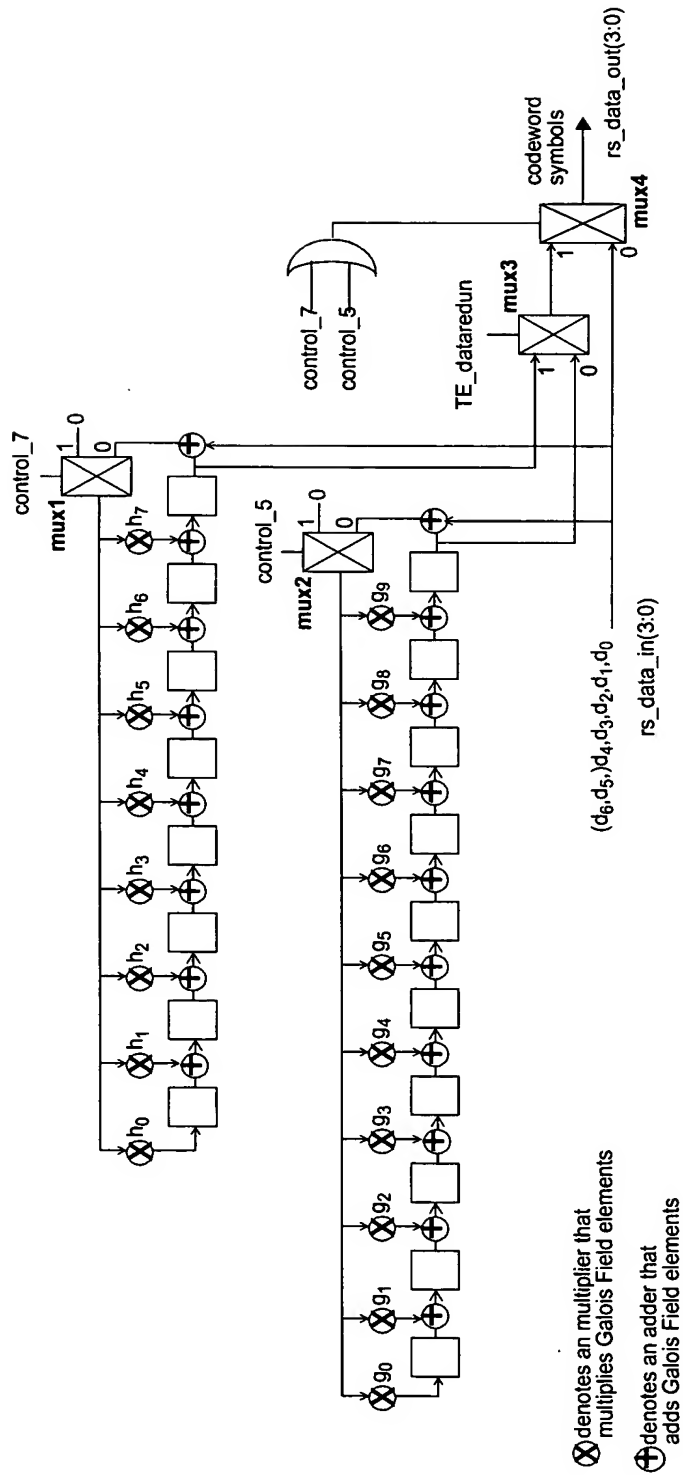 control_7
1
0
0
mux1
h0
h1
h2
h3
h4
h5
h6
h7
control_7
control_5
codeword
symbols
rs_data_out(3:0)
TE_dataredun
mux3
1
0
1
0
mux4
control_5
1
0
0
mux2
g0
g1
g2
g3
g4
g5
g6
g7
g8
g9
(d6,d5,)d4,d3,d2,d1,d0
rs_data_in(3:0)
denotes an multiplier that
multiplies Galois Field elements
denotes an adder that
adds Galois Field elements